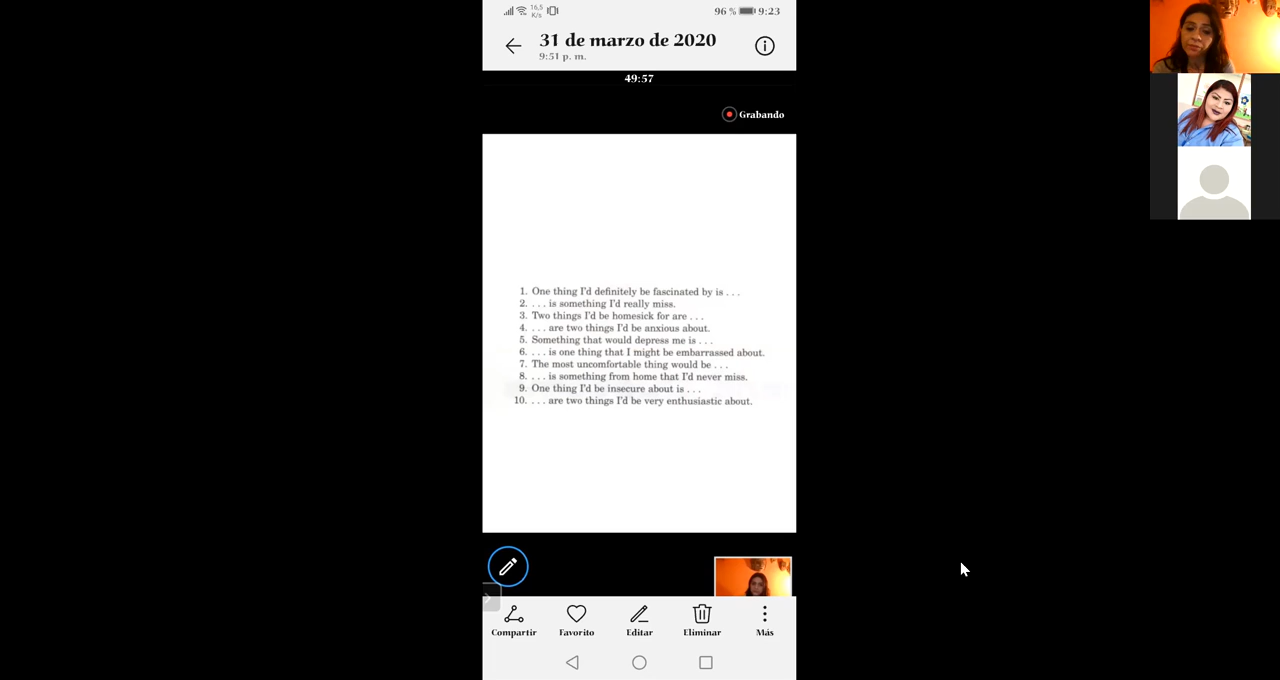 16,5
K/s
96 % 9:23
31 de marzo de 2020
9:51 p. m.
49:57
Grabando
1. One thing I'd definitely be fascinated by is . . .
2. . . . is something I'd really miss.
3. Two things I'd be homesick for are . . .
4. . . . are two things I'd be anxious about.
5. Something that would depress me is . . .
6. . . . is one thing that I might be embarrassed about.
7. The most uncomfortable thing would be . . .
8. . . . is something from home that I'd never miss.
9. One thing I'd be insecure about is . . .
10. . . . are two things I'd be very enthusiastic about.
Compartir Favorito Editar Eliminar Más